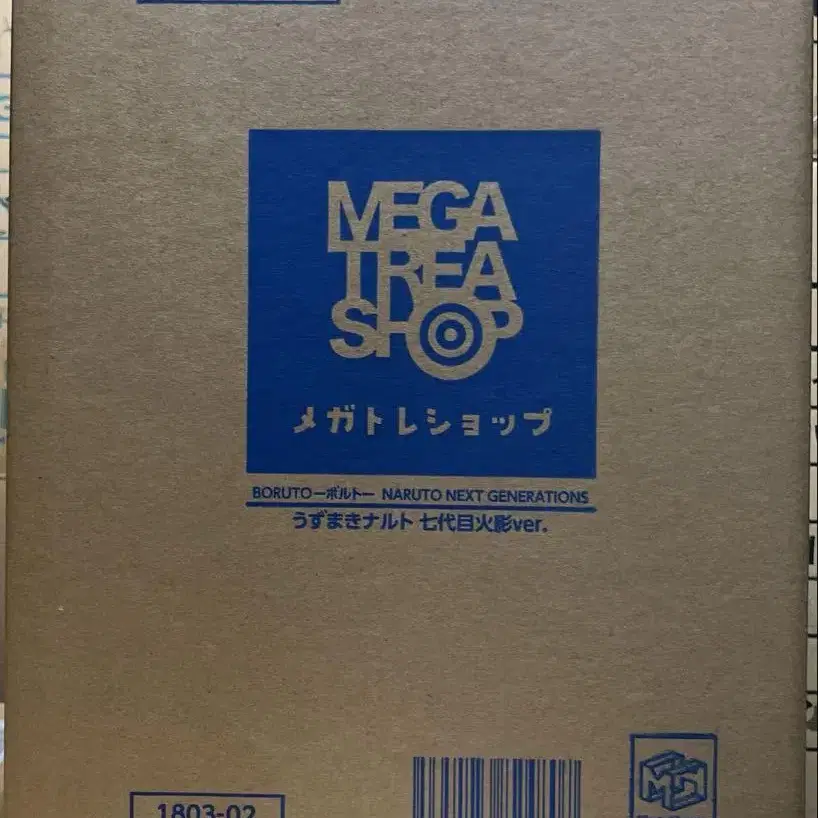 MEGA
TREA
SHOP
メガトレショップ
BORUTO—ボルト— NARUTO NEXT GENERATIONS
うずまきナルト 七代目火影ver.
1803-02